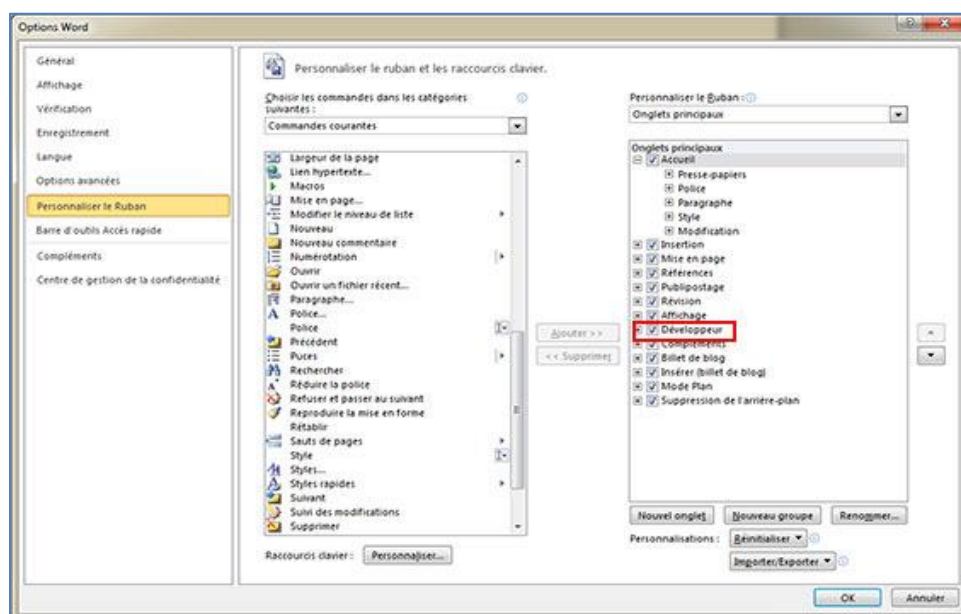 Options Word
Général
Affichage
Vérification
Enregistrement
Langue
Options avancées
Personnaliser le Ruban
Barre d'outils Accès rapide
Compléments
Centre de gestion de la confidentialité
Personnaliser le ruban et les raccourcis clavier.
Choisir les commandes dans les catégories
suivantes :
Commandes courantes
Largeur de la page
Lien hypertexte...
Macros
Mise en page...
Modifier le niveau de liste
Nouveau
Nouveau commentaire
Numérotation
Ouvrir
Ouvrir un fichier récent...
Paragraphe...
Police...
Police
Précédent
Puces
Rechercher
Réduire la police
Refuser et passer au suivant
Reproduire la mise en forme
Rétablir
Sauts de pages
Style
Styles...
Styles rapides
Suivant
Suivi des modifications
Supprimer
Raccourcis clavier :
Personnaliser...
Ajouter >>
<< Supprimer
Personnaliser le Ruban :
Onglets principaux
Onglets principaux
Accueil
Presse-papiers
Police
Paragraphe
Style
Modification
Insertion
Mise en page
Références
Publipostage
Révision
Affichage
Développeur
Compléments
Billet de blog
Insérer (billet de blog)
Mode Plan
Suppression de l'arrière-plan
Nouvel onglet
Nouveau groupe
Renommer...
Personnalisations :
Réinitialiser
Importer/Exporter
OK
Annuler